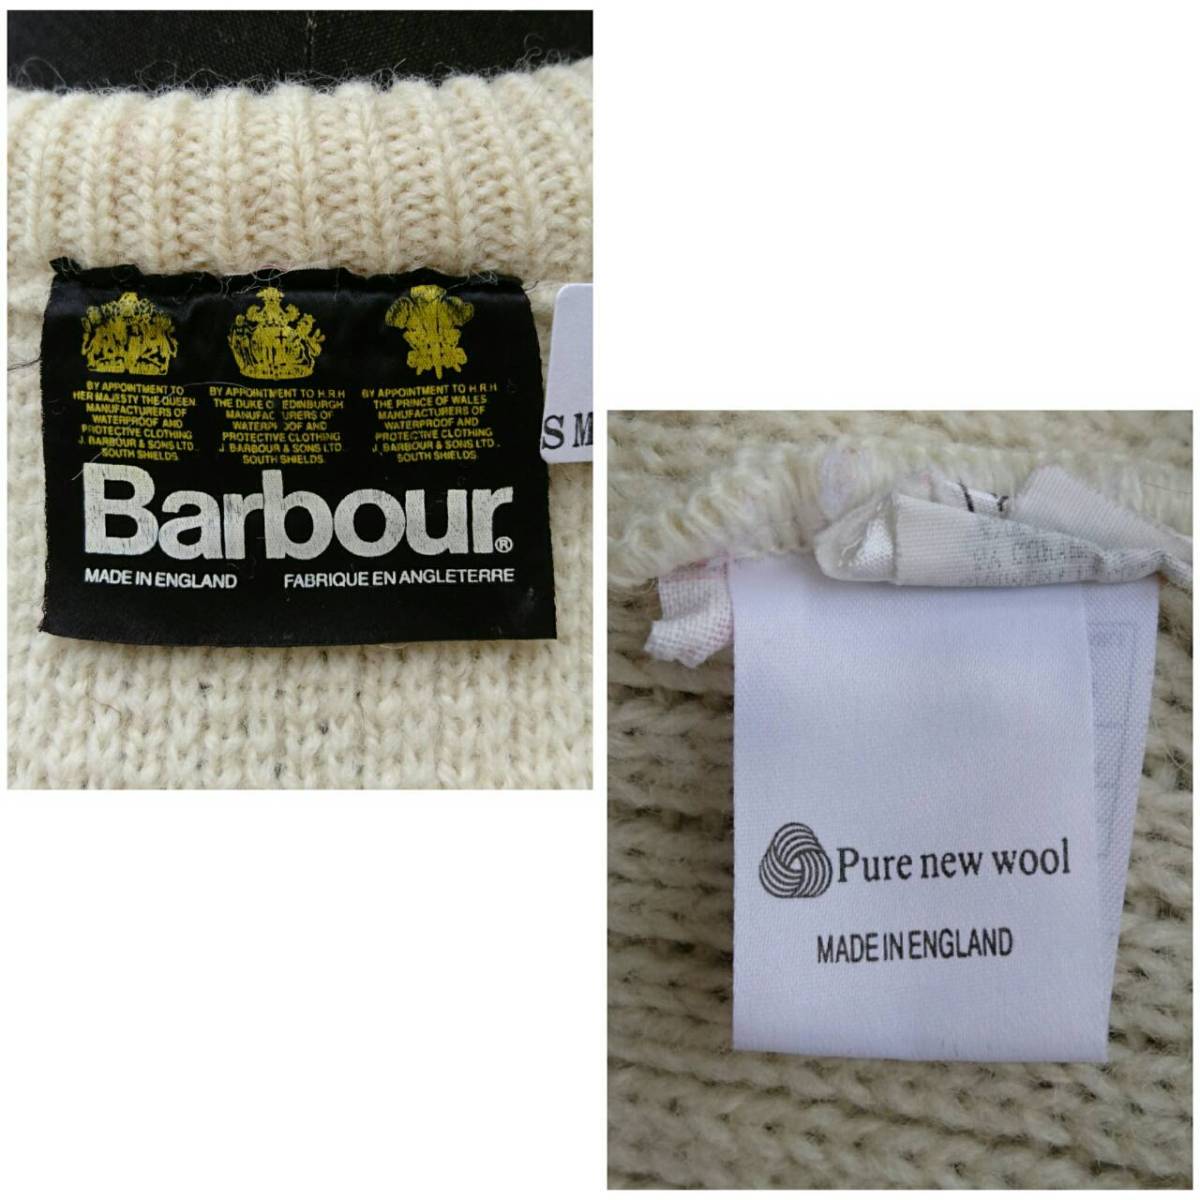 BY APPOINTMENT TO
HER MAJESTY THE QUEEN
MANUFACTURERS OF
WATERPROOF AND
PROTECTIVE CLOTHING
J. BARBOUR & SONS LTD.
SOUTH SHIELDS
BY APPOINTMENT TO H.R.H
THE DUKE OF EDINBURGH
MANUFACTURERS OF
WATERPROOF AND
PROTECTIVE CLOTHING
J. BARBOUR & SONS LTD.
SOUTH SHIELDS
BY APPOINTMENT TO H.R.H
THE PRINCE OF WALES
MANUFACTURERS OF
WATERPROOF AND
PROTECTIVE CLOTHING
J. BARBOUR & SONS LTD.
SOUTH SHIELDS
Barbour®
MADE IN ENGLAND FABRIQUE EN ANGLETERRE
S M
Pure new wool
MADE IN ENGLAND